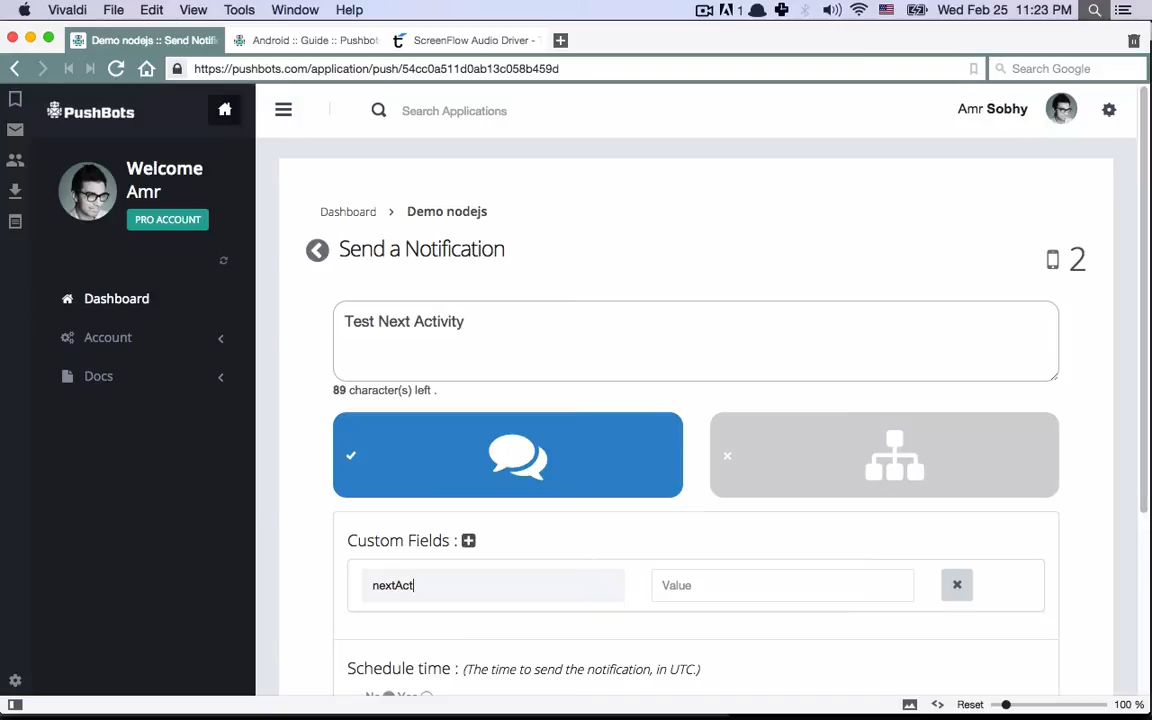 Vivaldi File Edit View Tools Window Help 1 Wed Feb 25 11:23 PM
Demo nodejs :: Send Notifi Android :: Guide :: Pushbot ScreenFlow Audio Driver -
https://pushbots.com/application/push/54cc0a511d0ab13c058b459d Search Google
PushBots
Search Applications
Amr Sobhy
Welcome
Amr
PRO ACCOUNT
Dashboard
Account
Docs
Dashboard > Demo nodejs
Send a Notification
2
Test Next Activity
89 character(s) left .
Custom Fields :
nextAct Value
Schedule time : (The time to send the notification, in UTC.)
No Yes
Reset 100 %